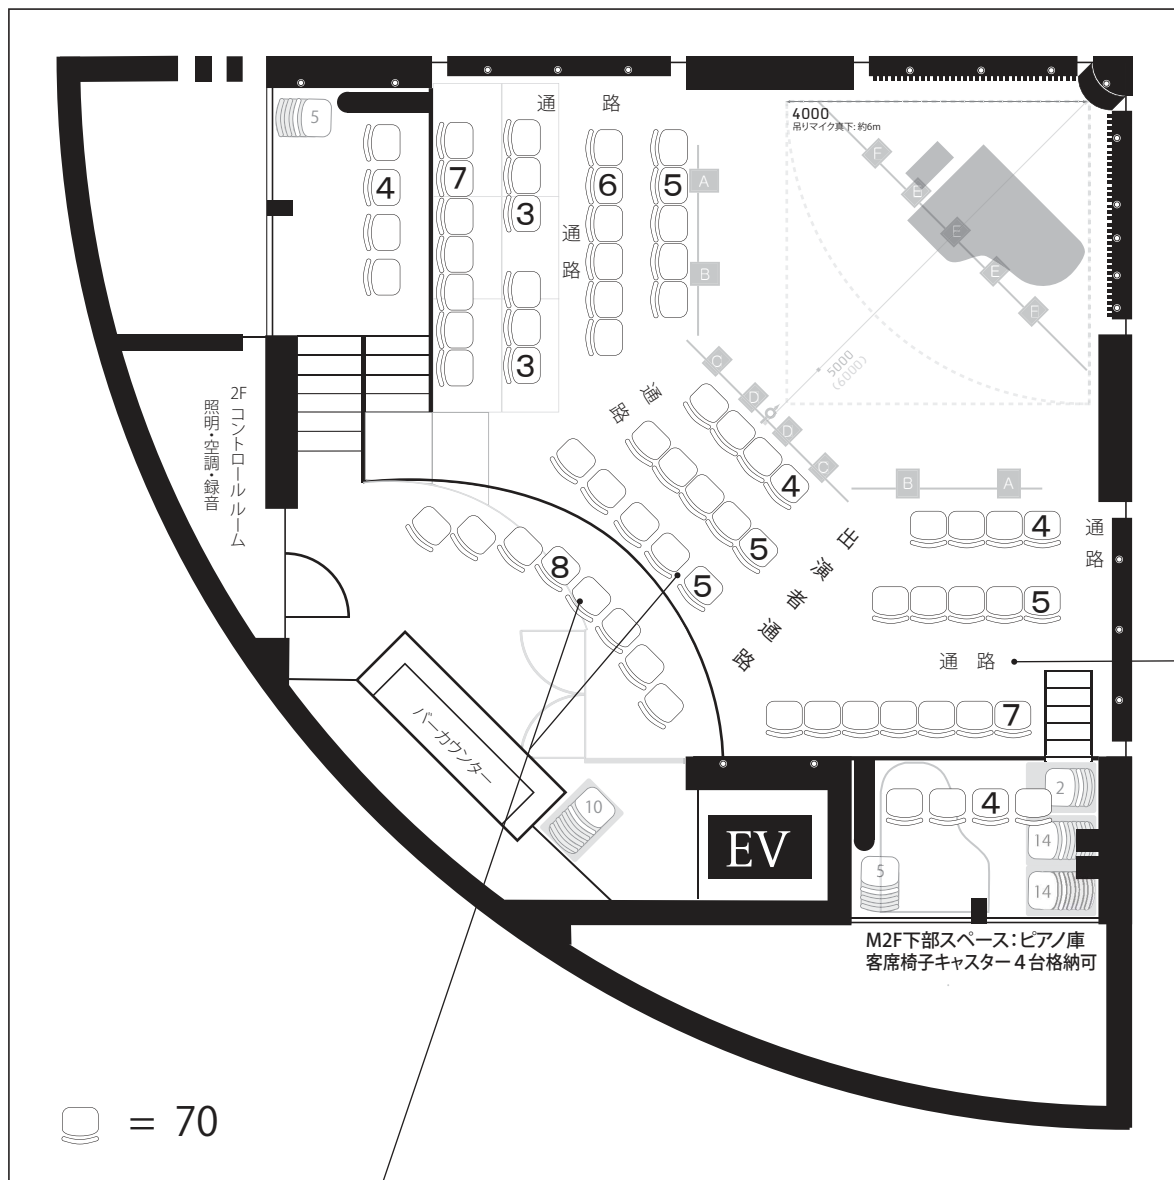 通 路
4000
吊りマイク真下: 約6m
5
4
7
3
6
5
A
F
E
E
E
F
通
路
B
3
5000
(6000)
C
D
D
C
通
路
2F コントロールルーム
照明・空調・録音
4
5
5
8
B
A
4
通
路
出演者通路
5
通 路
7
バーカウンター
10
EV
4
2
14
14
5
M2F下部スペース：ピアノ庫
客席椅子キャスター４台格納可
= 70